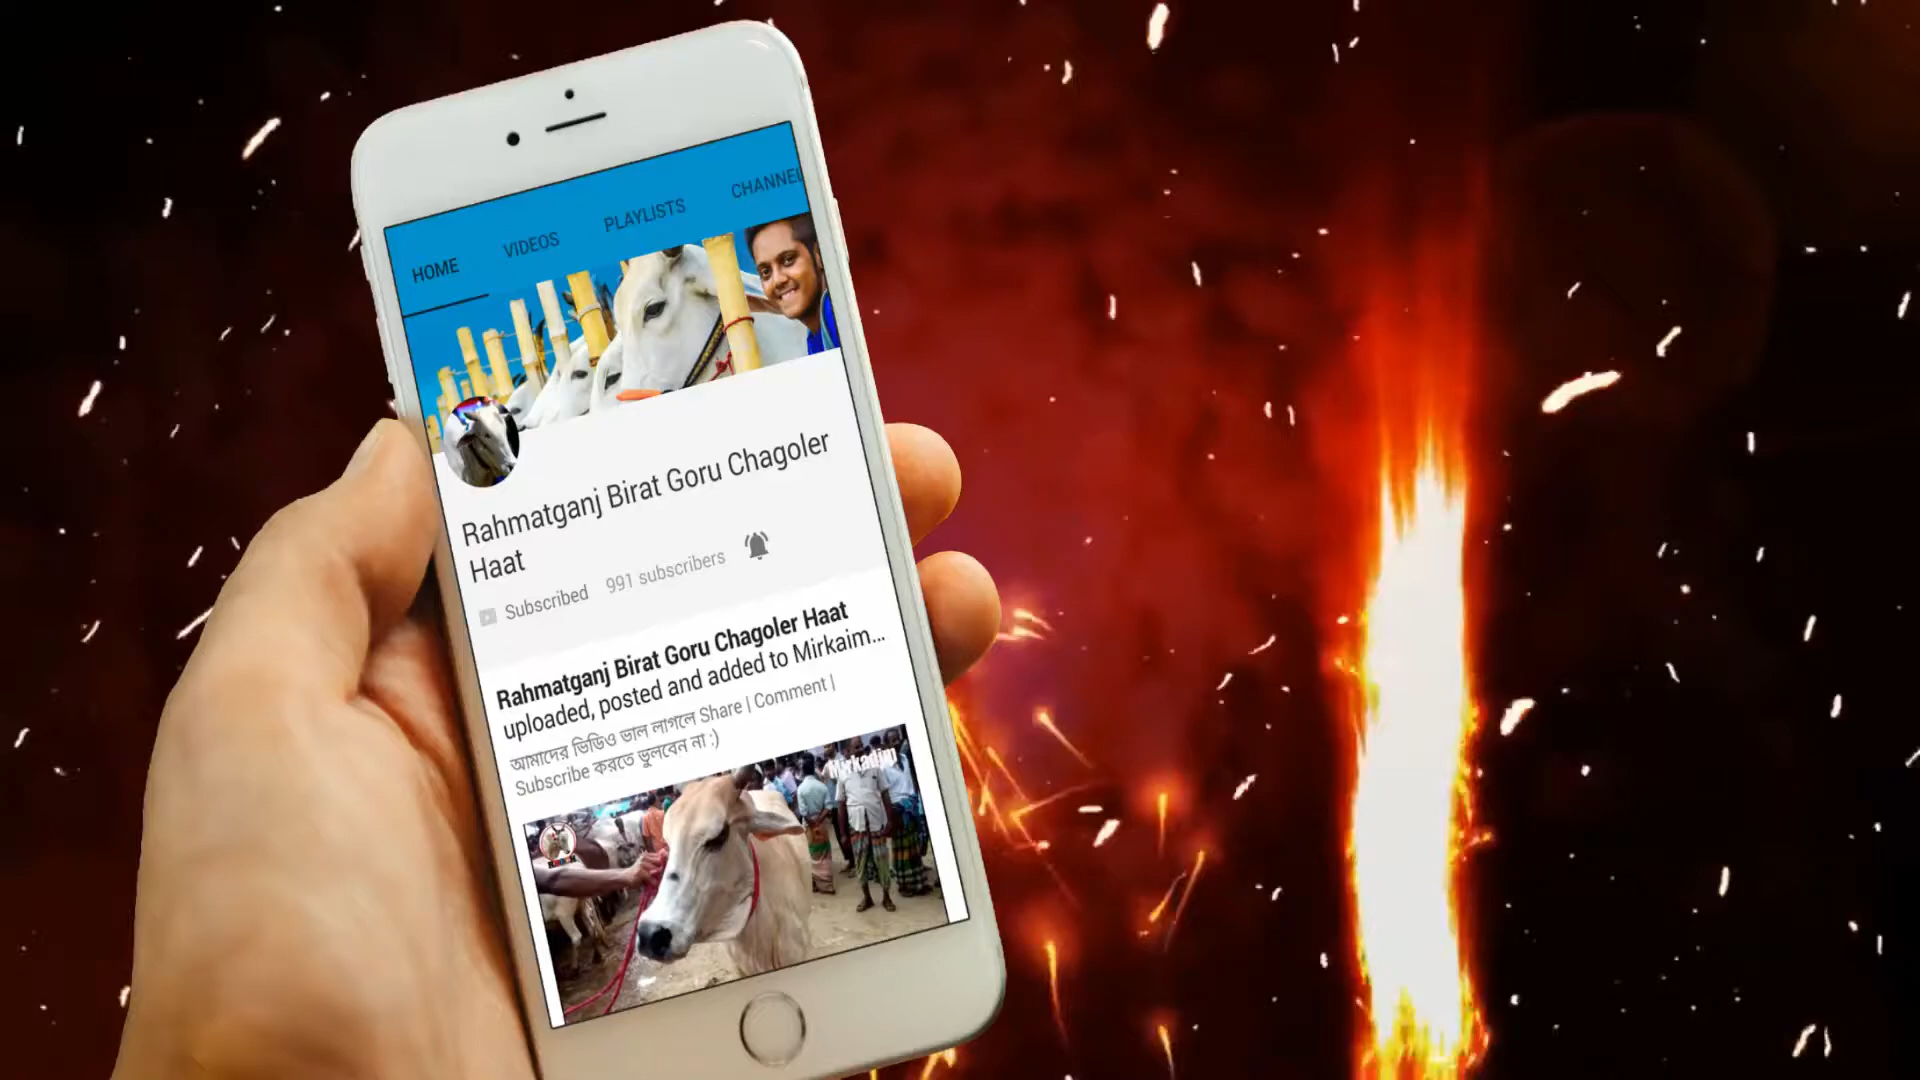 HOME VIDEOS PLAYLISTS CHANNEL
Rahmatganj Birat Goru Chagoler
Haat
Subscribed 991 subscribers
Rahmatganj Birat Goru Chagoler Haat
uploaded, posted and added to Mirkaim...
আমাদের ভিডিও ভাল লাগলে Share | Comment |
Subscribe করতে ভুলবেন না :)